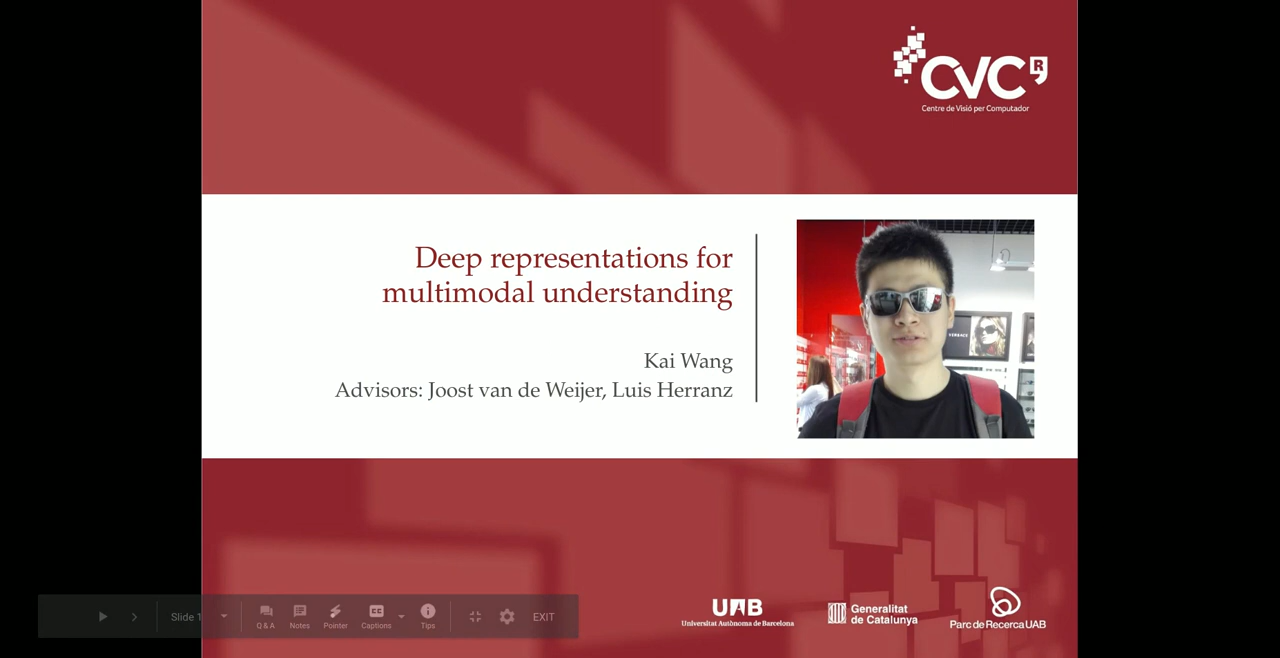 CVC R
Centre de Visió per Computador
Deep representations for
multimodal understanding
Kai Wang
Advisors: Joost van de Weijer, Luis Herranz
VERSACE
Slide 1
Q & A
Notes
Pointer
CC
Captions
Tips
EXIT
UAB
Universitat Autònoma de Barcelona
Generalitat
de Catalunya
Parc de Recerca UAB